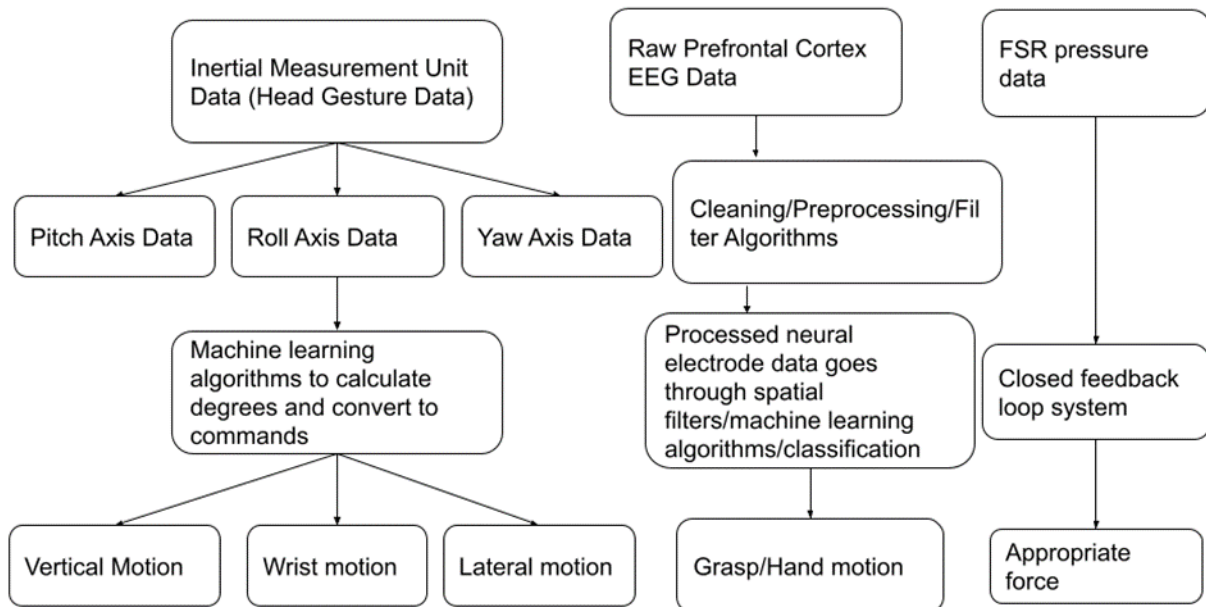 Inertial Measurement Unit
Data (Head Gesture Data)
Raw Prefrontal Cortex
EEG Data
FSR pressure
data
Pitch Axis Data
Roll Axis Data
Yaw Axis Data
Cleaning/Preprocessing/Fil
ter Algorithms
Machine learning
algorithms to calculate
degrees and convert to
commands
Processed neural
electrode data goes
through spatial
filters/machine learning
algorithms/classification
Closed feedback
loop system
Vertical Motion
Wrist motion
Lateral motion
Grasp/Hand motion
Appropriate
force